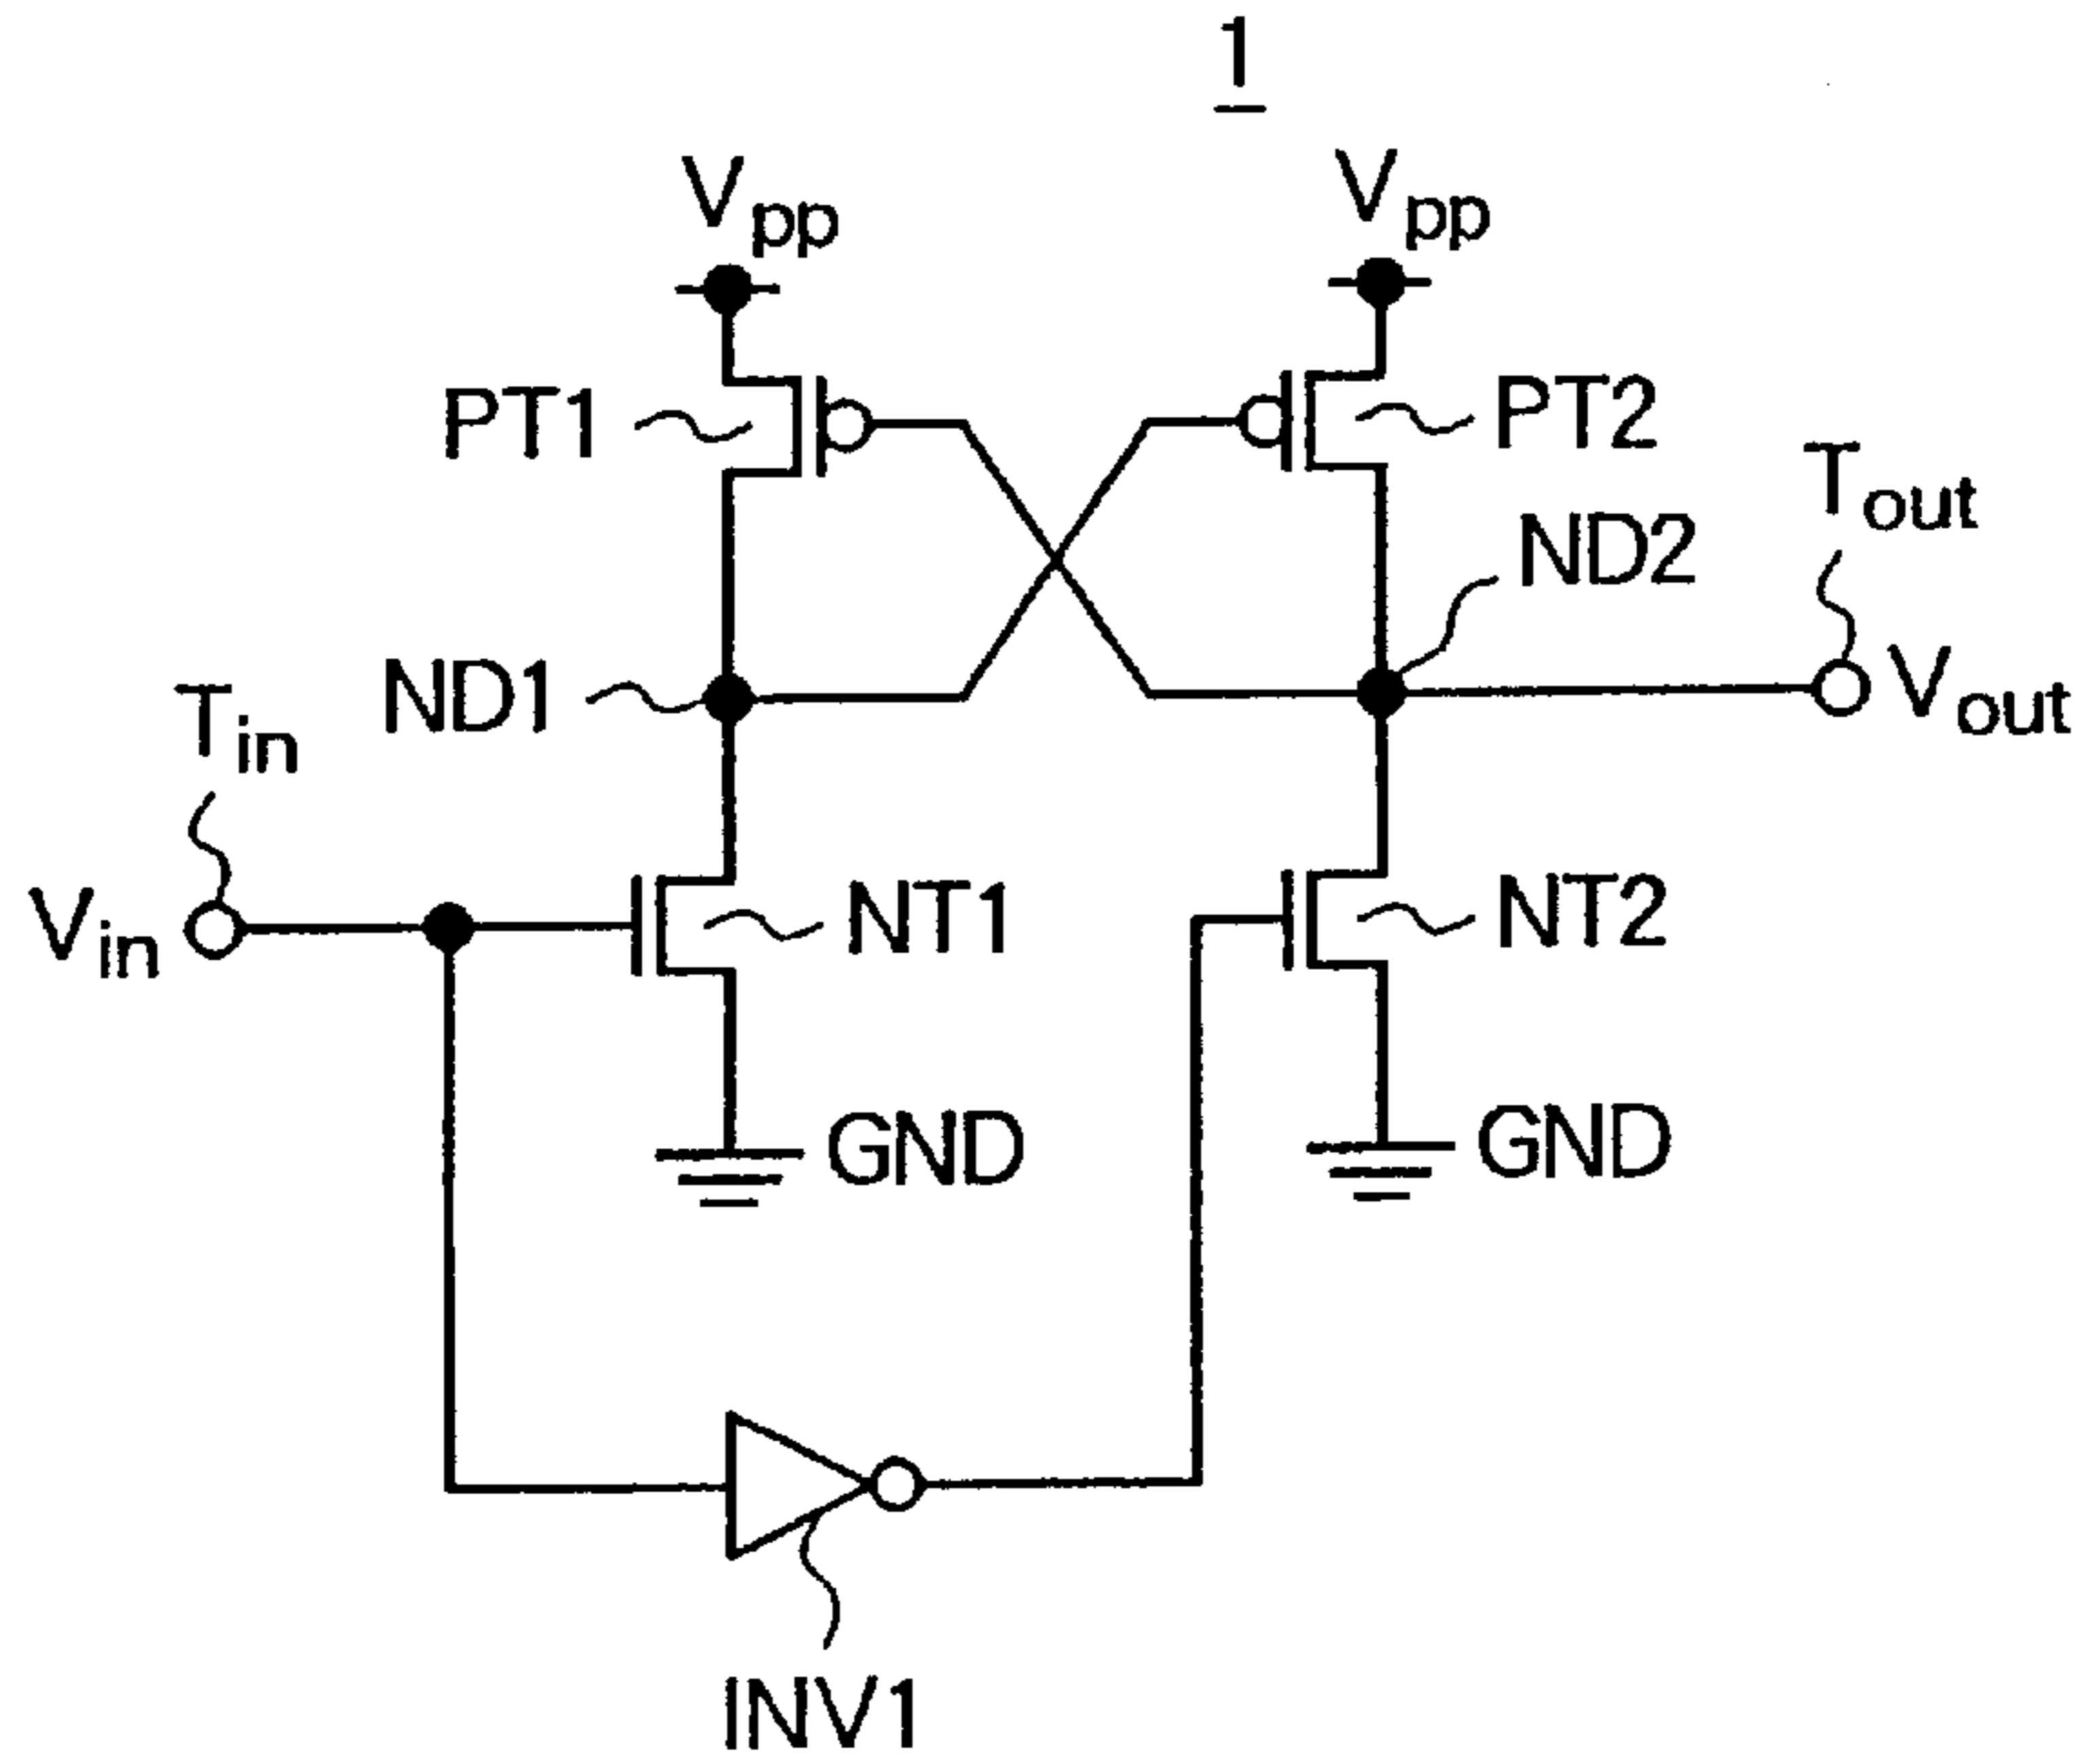 1
Vpp
Vpp
PT1
PT2
Tout
ND2
ND1
Tin
Vout
Vin
NT1
NT2
GND
GND
INV1